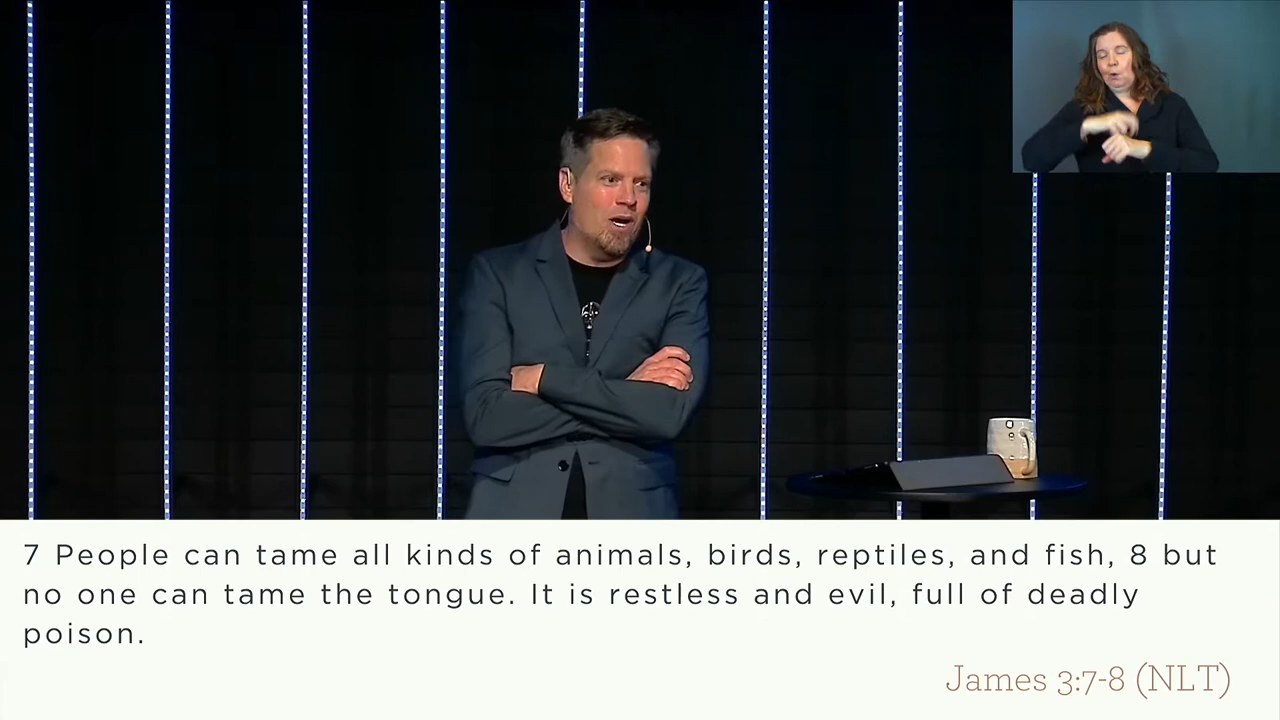 7 People can tame all kinds of animals, birds, reptiles, and fish, 8 but
no one can tame the tongue. It is restless and evil, full of deadly
poison.
James 3:7-8 (NLT)